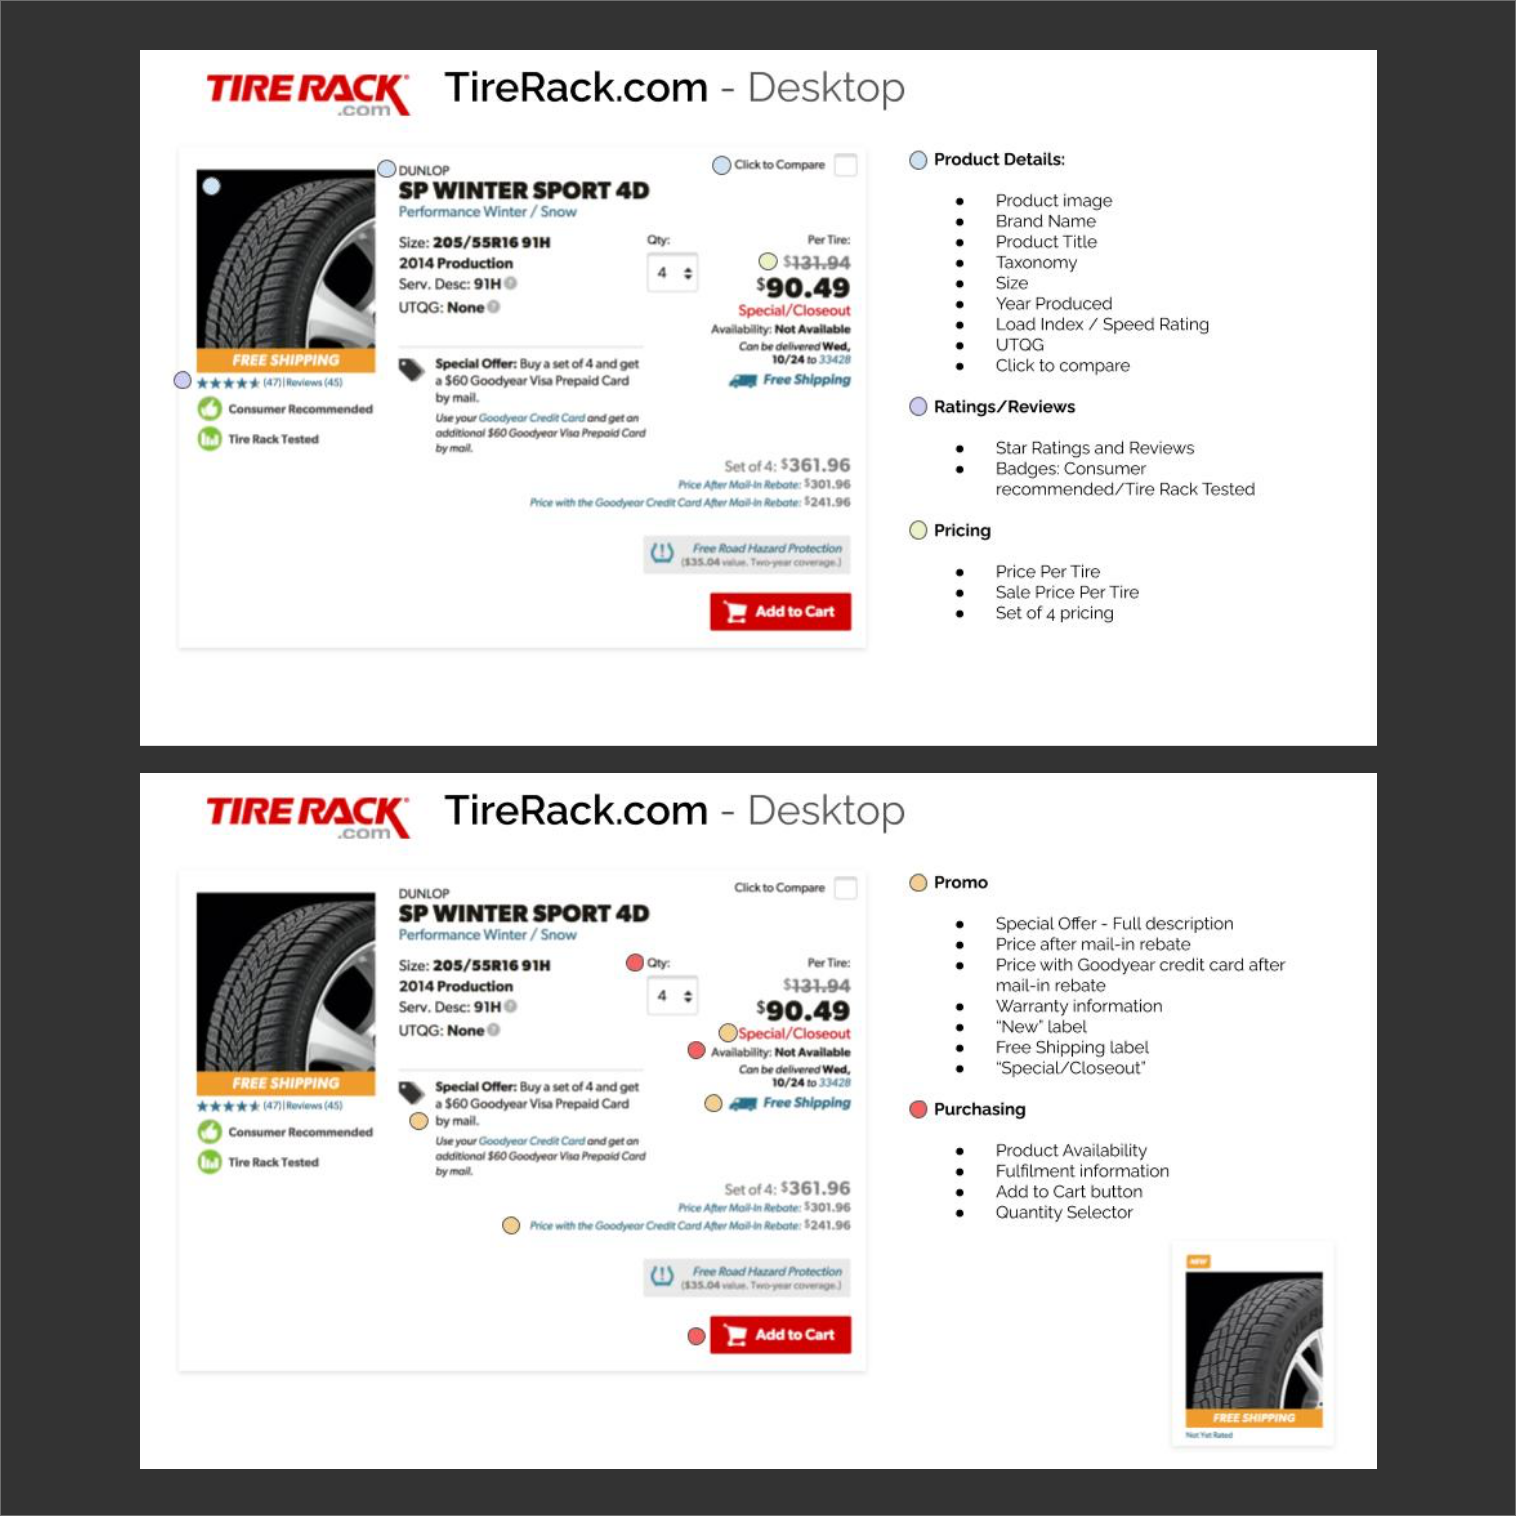 TIRE RACK
.com
TireRack.com - Desktop
DUNLOP
SP WINTER SPORT 4D
Performance Winter / Snow
Click to Compare
Size: 205/55R16 91H
2014 Production
Serv. Desc: 91H
UTQG: None
Qty:
4
Per Tire:
$131.94
$90.49
Special/Closeout
Availability: Not Available
Can be delivered Wed,
10/24 to 33428
Free Shipping
FREE SHIPPING
(47)|Reviews (45)
Consumer Recommended
Tire Rack Tested
Special Offer: Buy a set of 4 and get
a $60 Goodyear Visa Prepaid Card
by mail.
Use your Goodyear Credit Card and get an
additional $60 Goodyear Visa Prepaid Card
by mail.
Set of 4: $361.96
Price After Mail-In Rebate: $301.96
Price with the Goodyear Credit Card After Mail-In Rebate: $241.96
Free Road Hazard Protection
($35.04 value. Two-year coverage.)
Add to Cart
Product Details:
● Product image
● Brand Name
● Product Title
● Taxonomy
● Size
● Year Produced
● Load Index / Speed Rating
● UTQG
● Click to compare
Ratings/Reviews
● Star Ratings and Reviews
● Badges: Consumer
recommended/Tire Rack Tested
Pricing
● Price Per Tire
● Sale Price Per Tire
● Set of 4 pricing
TIRE RACK
.com
TireRack.com - Desktop
DUNLOP
SP WINTER SPORT 4D
Performance Winter / Snow
Click to Compare
Size: 205/55R16 91H
2014 Production
Serv. Desc: 91H
UTQG: None
Qty:
4
Per Tire:
$131.94
$90.49
Special/Closeout
Availability: Not Available
Can be delivered Wed,
10/24 to 33428
Free Shipping
FREE SHIPPING
(47)|Reviews (45)
Consumer Recommended
Tire Rack Tested
Special Offer: Buy a set of 4 and get
a $60 Goodyear Visa Prepaid Card
by mail.
Use your Goodyear Credit Card and get an
additional $60 Goodyear Visa Prepaid Card
by mail.
Set of 4: $361.96
Price After Mail-In Rebate: $301.96
Price with the Goodyear Credit Card After Mail-In Rebate: $241.96
Free Road Hazard Protection
($35.04 value. Two-year coverage.)
Add to Cart
Promo
● Special Offer - Full description
● Price after mail-in rebate
● Price with Goodyear credit card after
mail-in rebate
● Warranty information
● “New” label
● Free Shipping label
● “Special/Closeout”
Purchasing
● Product Availability
● Fulfilment information
● Add to Cart button
● Quantity Selector
NEW
DISCOVERER
FREE SHIPPING
Not Yet Rated